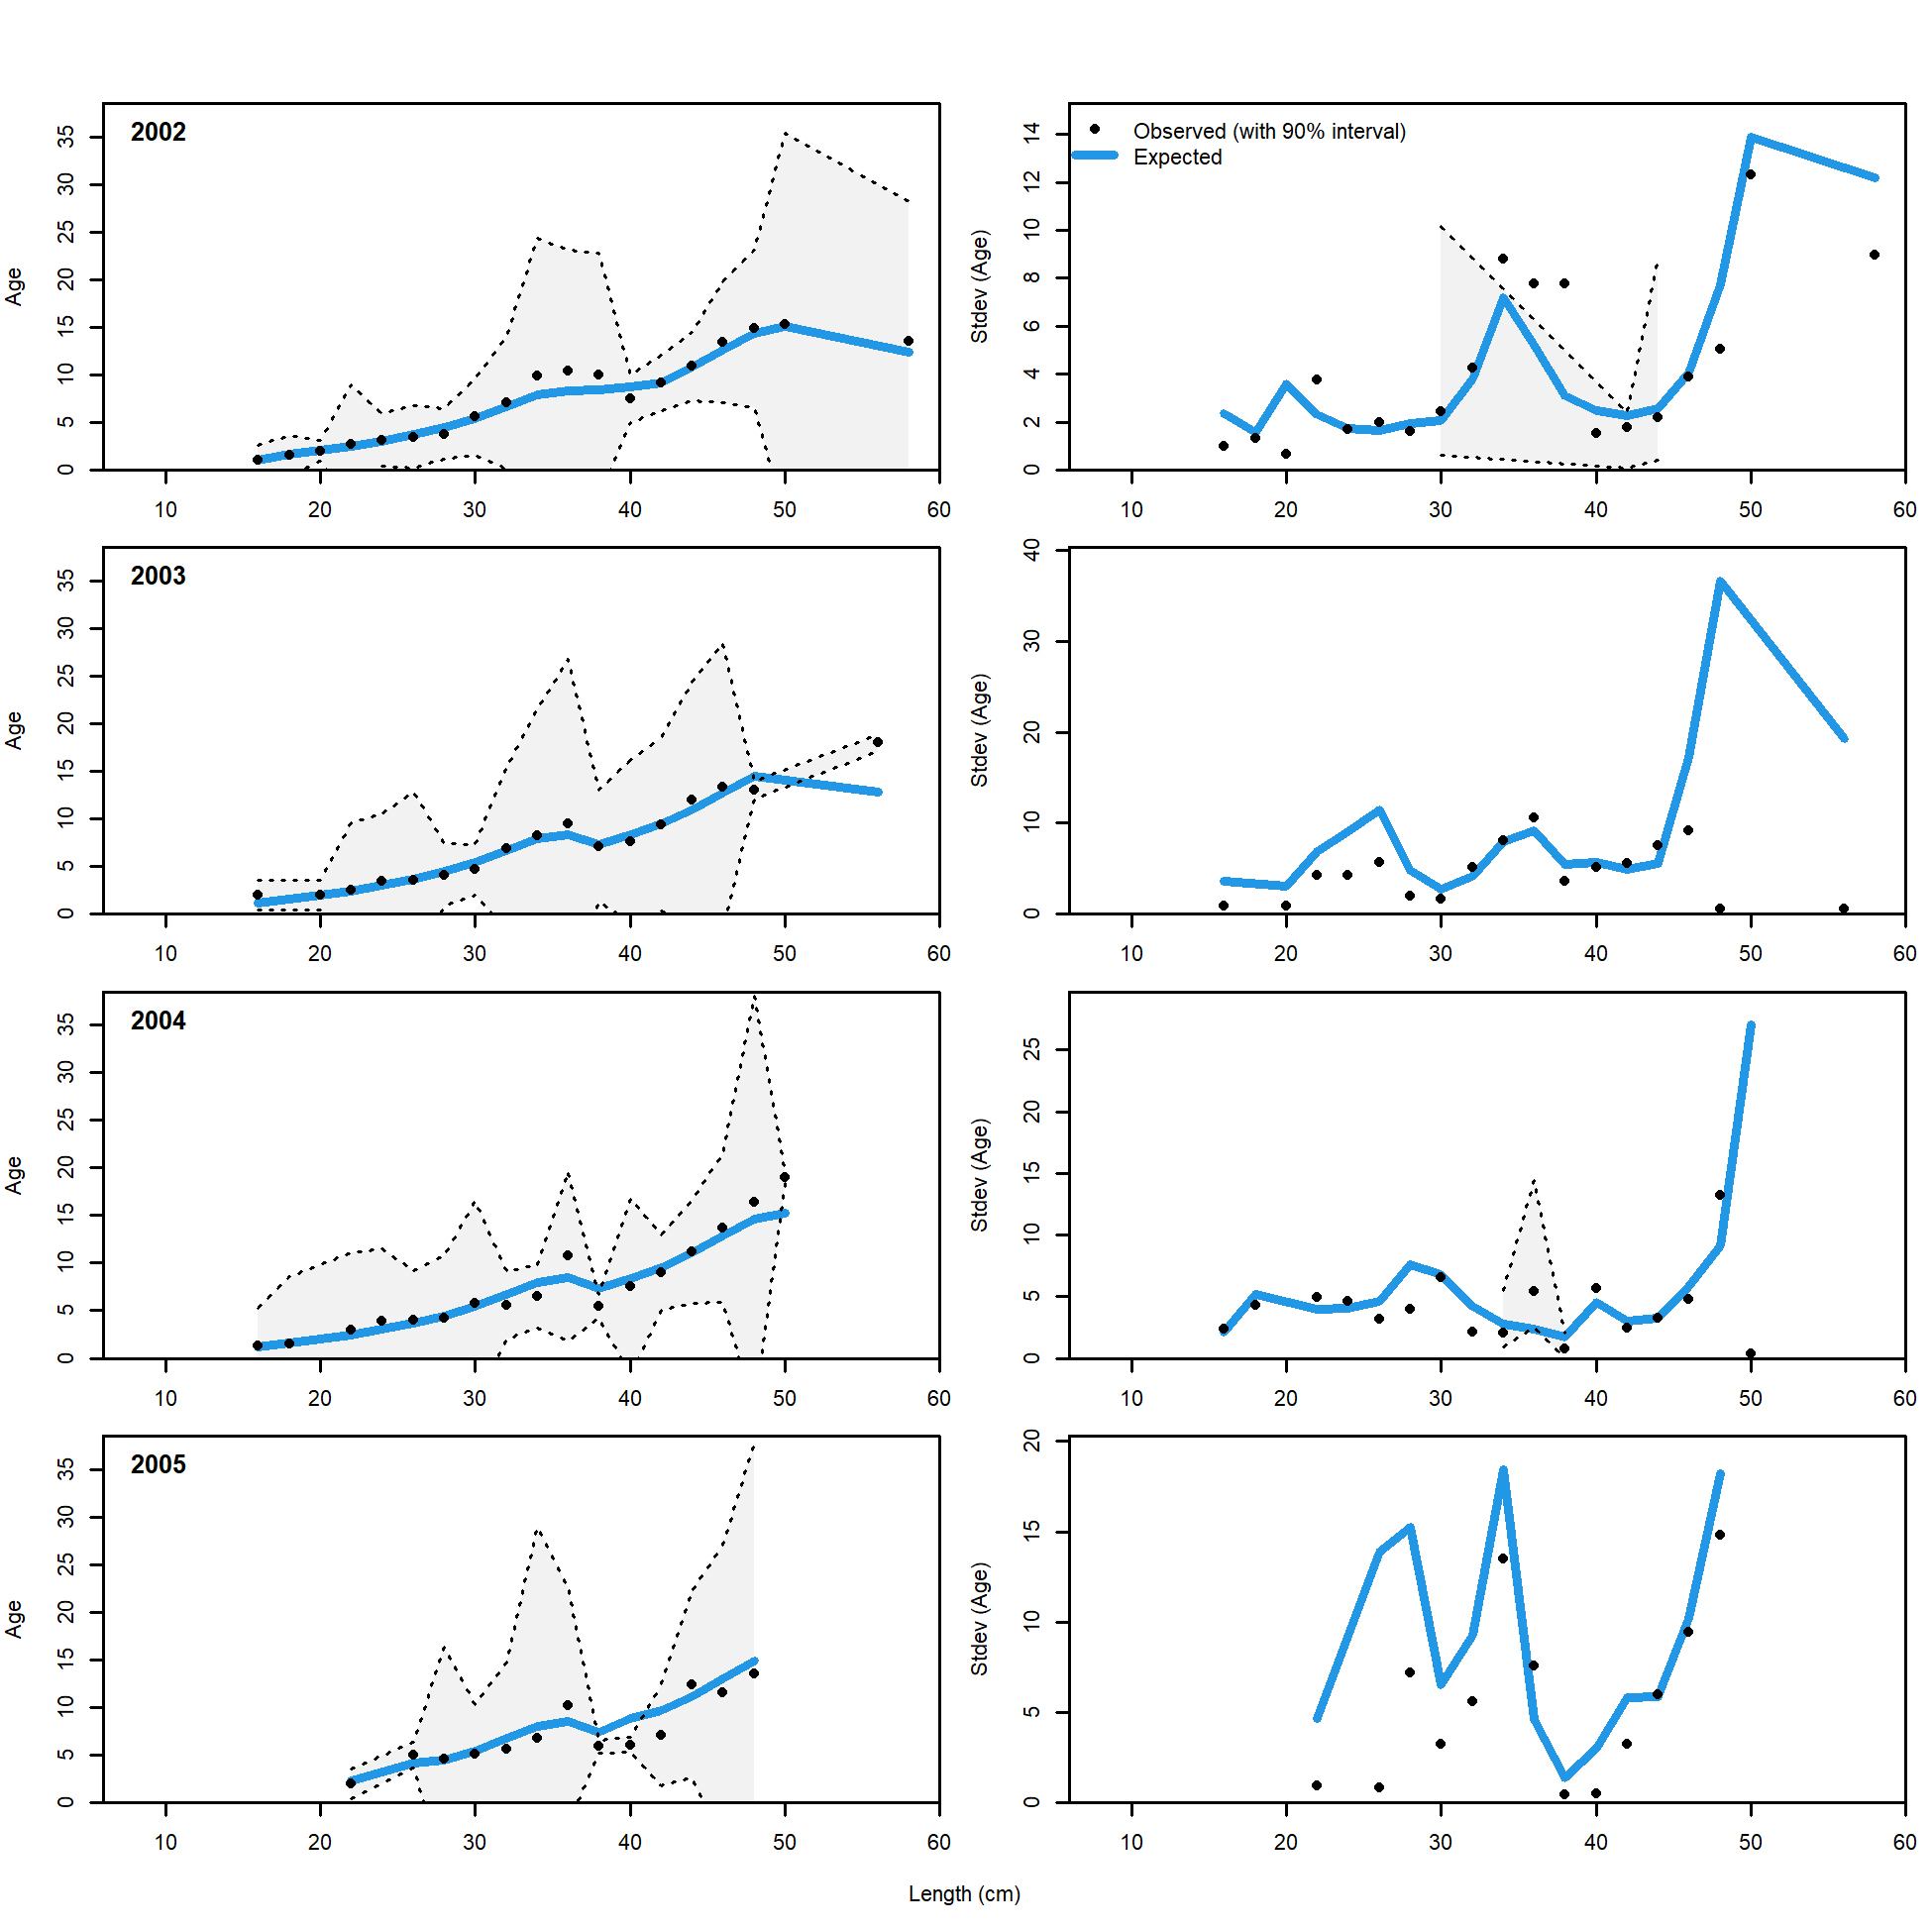 2002
Age
0 5 10 15 20 25 30 35
10 20 30 40 50 60
Observed (with 90% interval)
Expected
Stdev (Age)
0 2 4 6 8 10 12 14
10 20 30 40 50 60
2003
Age
0 5 10 15 20 25 30 35
10 20 30 40 50 60
Stdev (Age)
0 10 20 30 40
10 20 30 40 50 60
2004
Age
0 5 10 15 20 25 30 35
10 20 30 40 50 60
Stdev (Age)
0 5 10 15 20 25
10 20 30 40 50 60
2005
Age
0 5 10 15 20 25 30 35
10 20 30 40 50 60
Stdev (Age)
0 5 10 15 20
10 20 30 40 50 60
Length (cm)